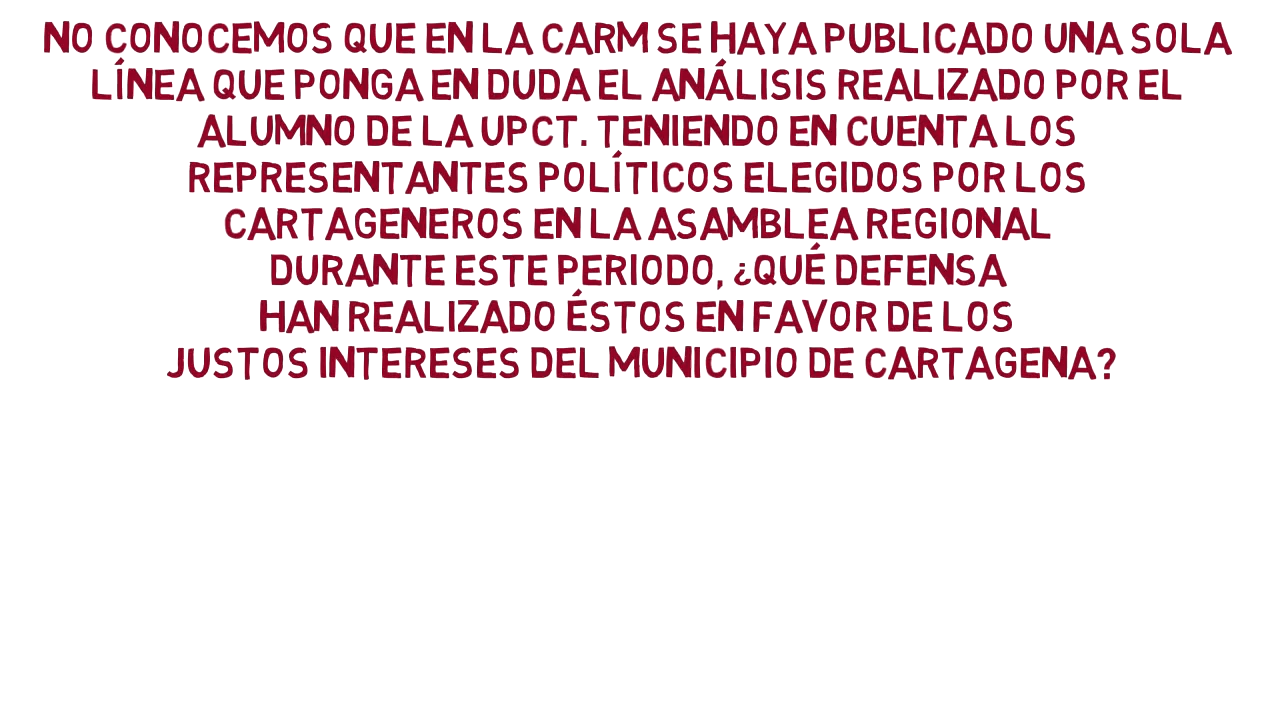 NO CONOCEMOS QUE EN LA CARM SE HAYA PUBLICADO UNA SOLA
LÍNEA QUE PONGA EN DUDA EL ANÁLISIS REALIZADO POR EL
ALUMNO DE LA UPCT. TENIENDO EN CUENTA LOS
REPRESENTANTES POLÍTICOS ELEGIDOS POR LOS
CARTAGENEROS EN LA ASAMBLEA REGIONAL
DURANTE ESTE PERIODO, ¿QUÉ DEFENSA
HAN REALIZADO ÉSTOS EN FAVOR DE LOS
JUSTOS INTERESES DEL MUNICIPIO DE CARTAGENA?